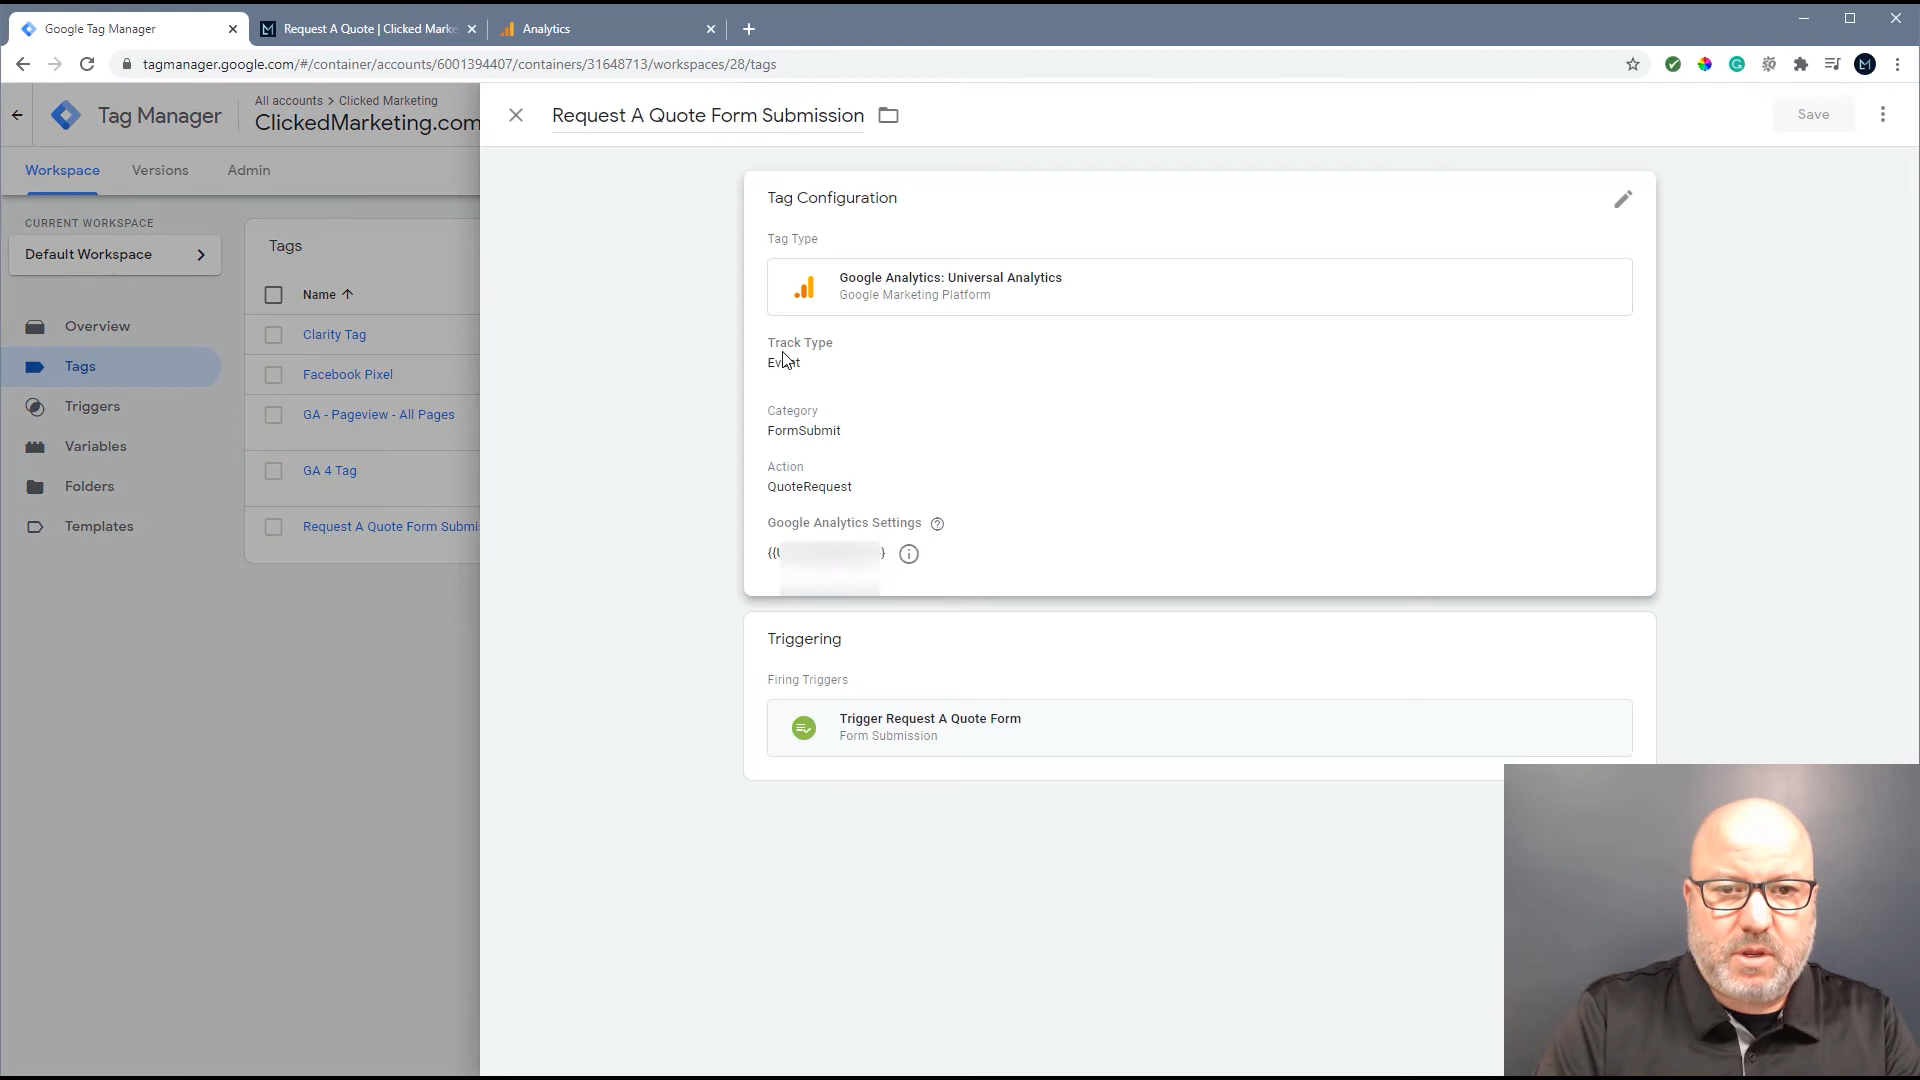 Google Tag Manager
Request A Quote | Clicked Marke
Analytics
tagmanager.google.com/#/container/accounts/6001394407/containers/31648713/workspaces/28/tags
Tag Manager
All accounts > Clicked Marketing
ClickedMarketing.com
Request A Quote Form Submission
Save
Workspace
Versions
Admin
CURRENT WORKSPACE
Default Workspace
Overview
Tags
Triggers
Variables
Folders
Templates
Tags
Name
Clarity Tag
Facebook Pixel
GA - Pageview - All Pages
GA 4 Tag
Request A Quote Form Submi
Tag Configuration
Tag Type
Google Analytics: Universal Analytics
Google Marketing Platform
Track Type
Event
Category
FormSubmit
Action
QuoteRequest
Google Analytics Settings
Triggering
Firing Triggers
Trigger Request A Quote Form
Form Submission